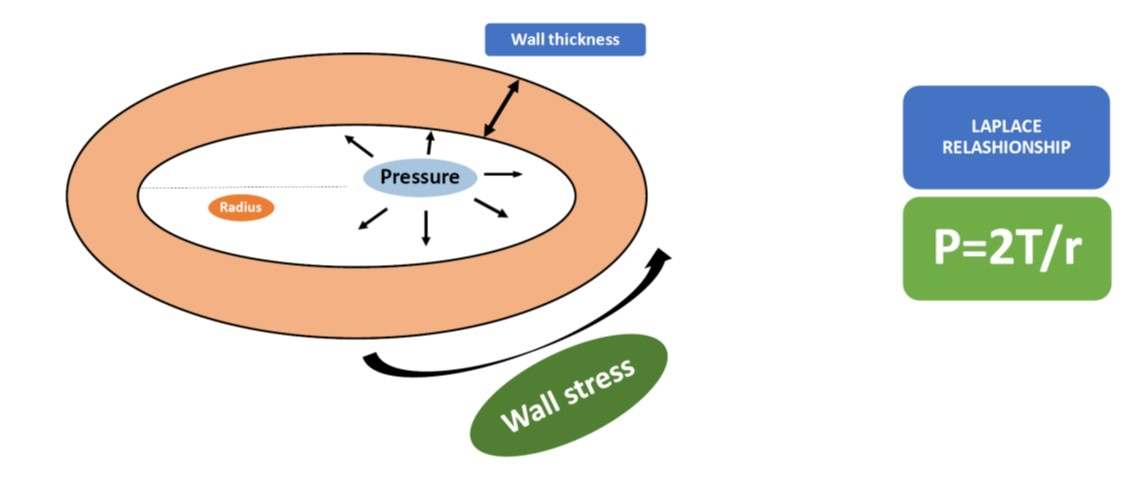 Wall thickness
Pressure
Radius
Wall stress
LAPLACE
RELASHIONSHIP
P=2T/r